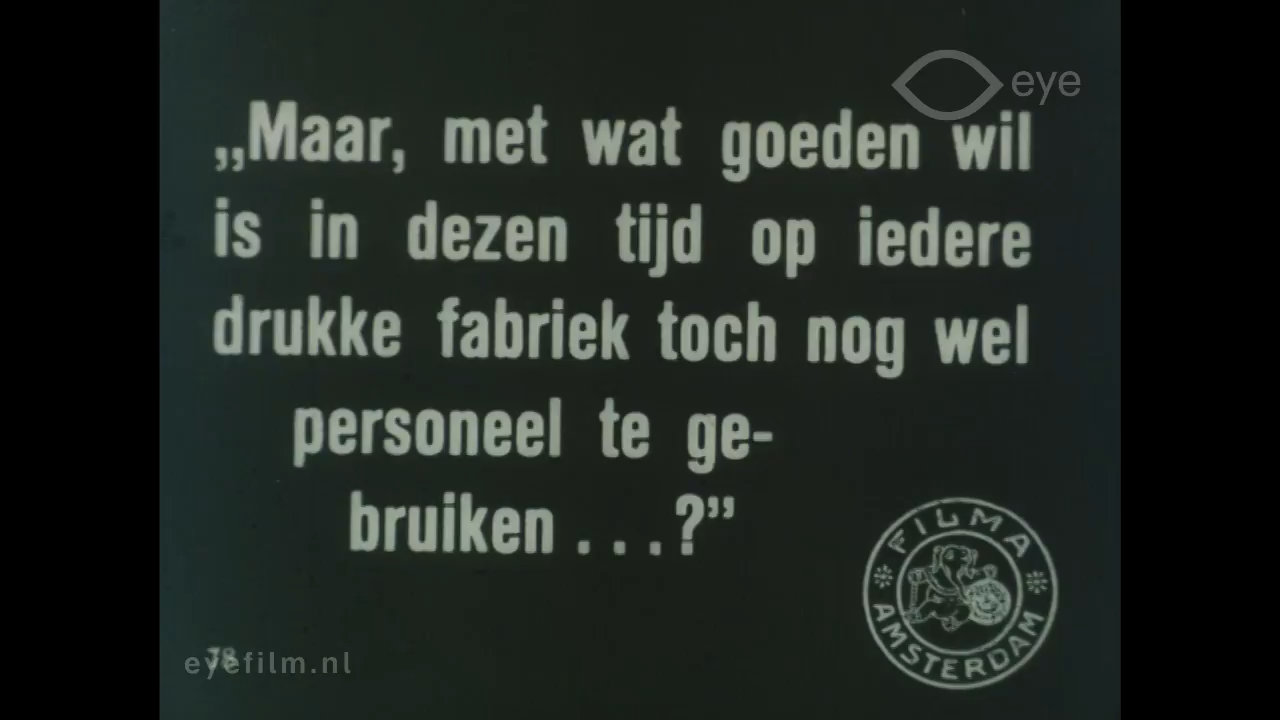 eye
„Maar, met wat goeden wil
is in dezen tijd op iedere
drukke fabriek toch nog wel
personeel te ge-
bruiken . . . ?”
FILMA
AMSTERDAM
78
eyefilm.nl